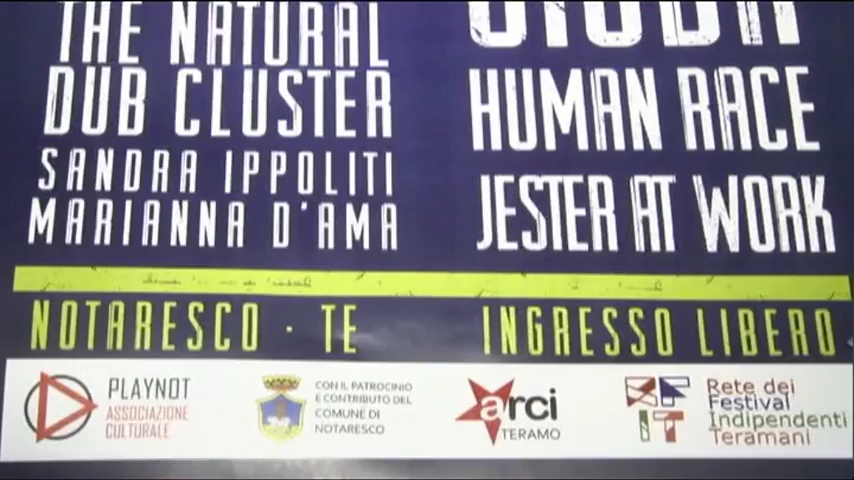 THE NATURAL
DUB CLUSTER
SANDRA IPPOLITI
MARIANNA D'AMA
HUMAN RACE
JESTER AT WORK
NOTARESCO · TE
INGRESSO LIBERO
PLAYNOT
ASSOCIAZIONE
CULTURALE
CON IL PATROCINIO
E CONTRIBUTO DEL
COMUNE DI
NOTARESCO
arci
TERAMO
RFIT
Rete dei
Festival
Indipendenti
Teramani